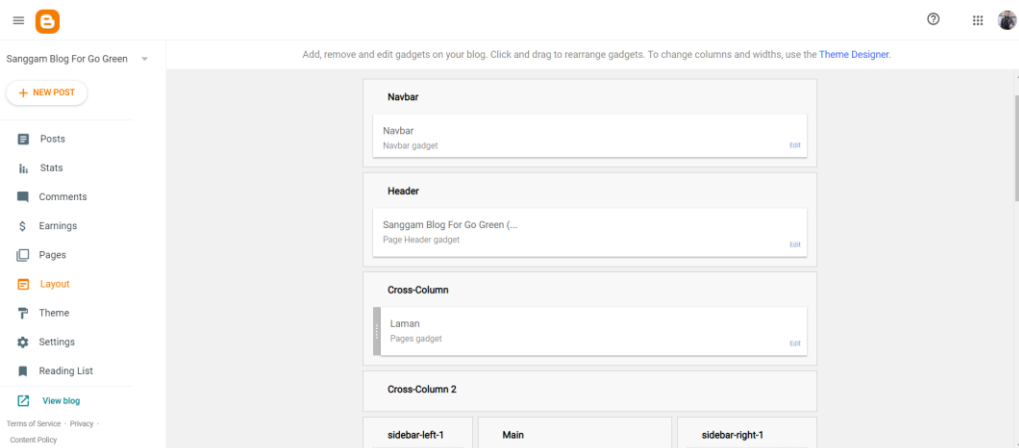 Add, remove and edit gadgets on your blog. Click and drag to rearrange gadgets. To change columns and widths, use the Theme Designer.
Sanggam Blog For Go Green
+ NEW POST
Posts
Stats
Comments
Earnings
Pages
Layout
Theme
Settings
Reading List
View blog
Terms of Service · Privacy ·
Content Policy
Navbar
Navbar
Navbar gadget
Edit
Header
Sanggam Blog For Go Green (...
Page Header gadget
Edit
Cross-Column
Laman
Pages gadget
Edit
Cross-Column 2
sidebar-left-1
Main
sidebar-right-1